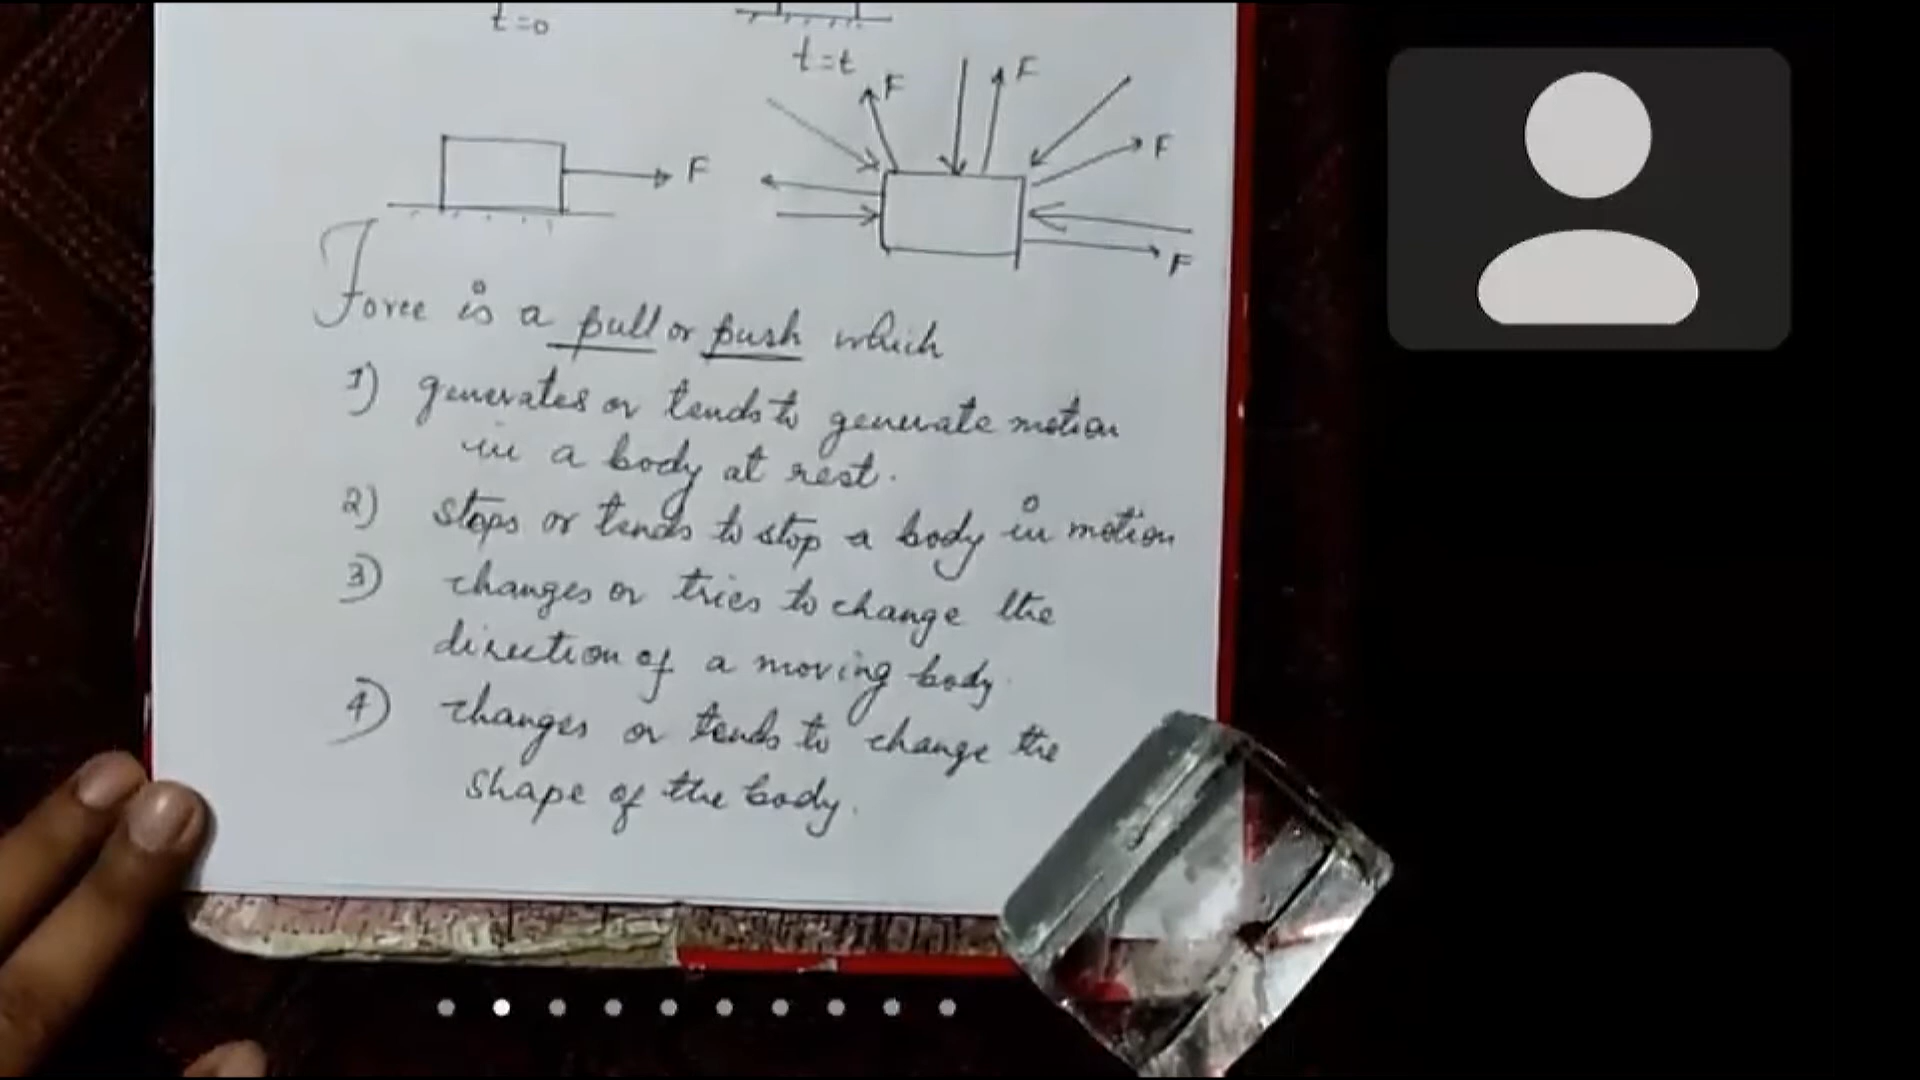 t=0
t=t
F
F
F
F
F
Force is a pull or push which
1) generates or tends to generate motion
in a body at rest.
2) stops or tends to stop a body in motion
3) changes or tries to change the
direction of a moving body.
4) changes or tends to change the
shape of the body.